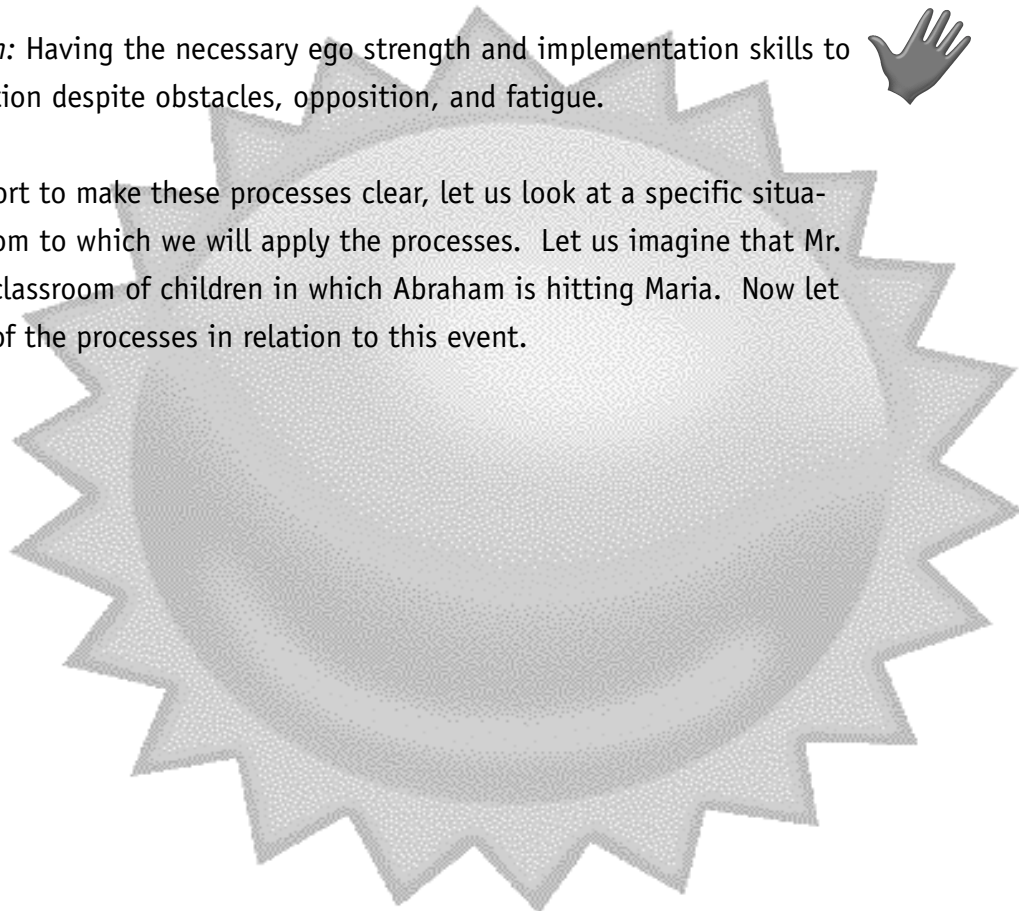 n: Having the necessary ego strength and implementation skills to
tion despite obstacles, opposition, and fatigue.
ort to make these processes clear, let us look at a specific situa-
om to which we will apply the processes. Let us imagine that Mr.
classroom of children in which Abraham is hitting Maria. Now let
of the processes in relation to this event.